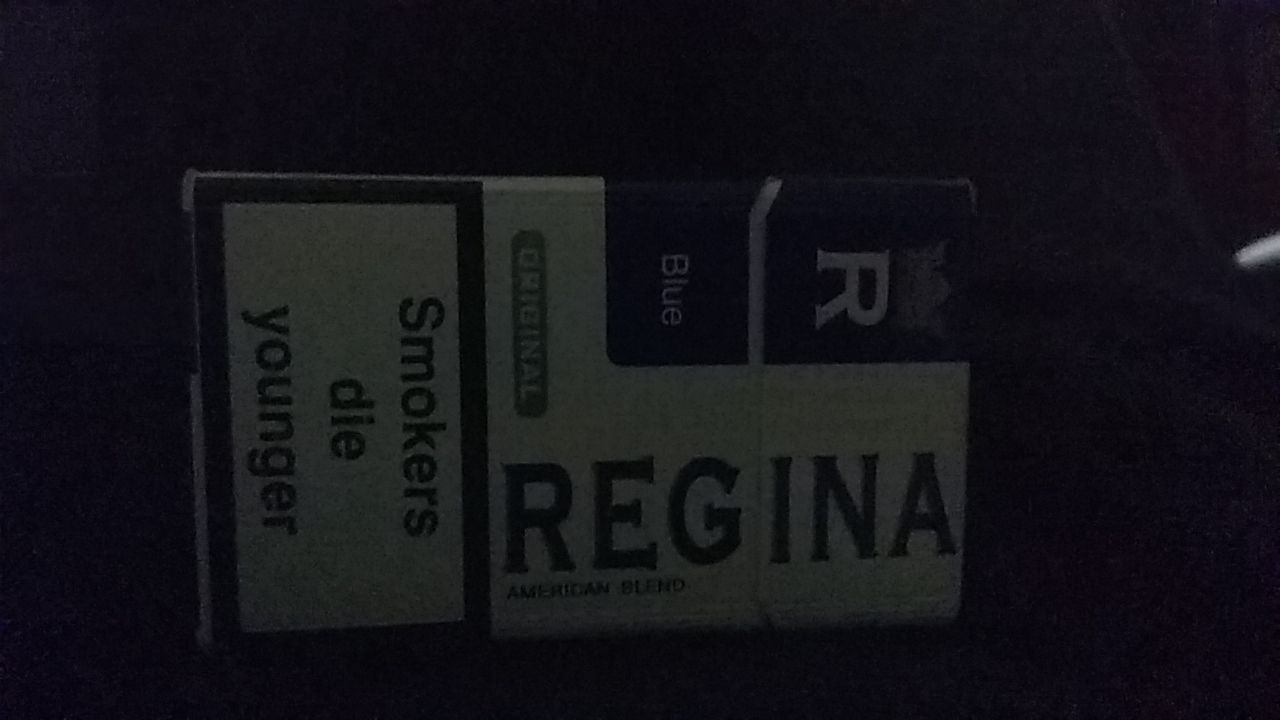 R
Blue
ORIGINAL
REGINA
AMERICAN BLEND
Smokers
die
younger